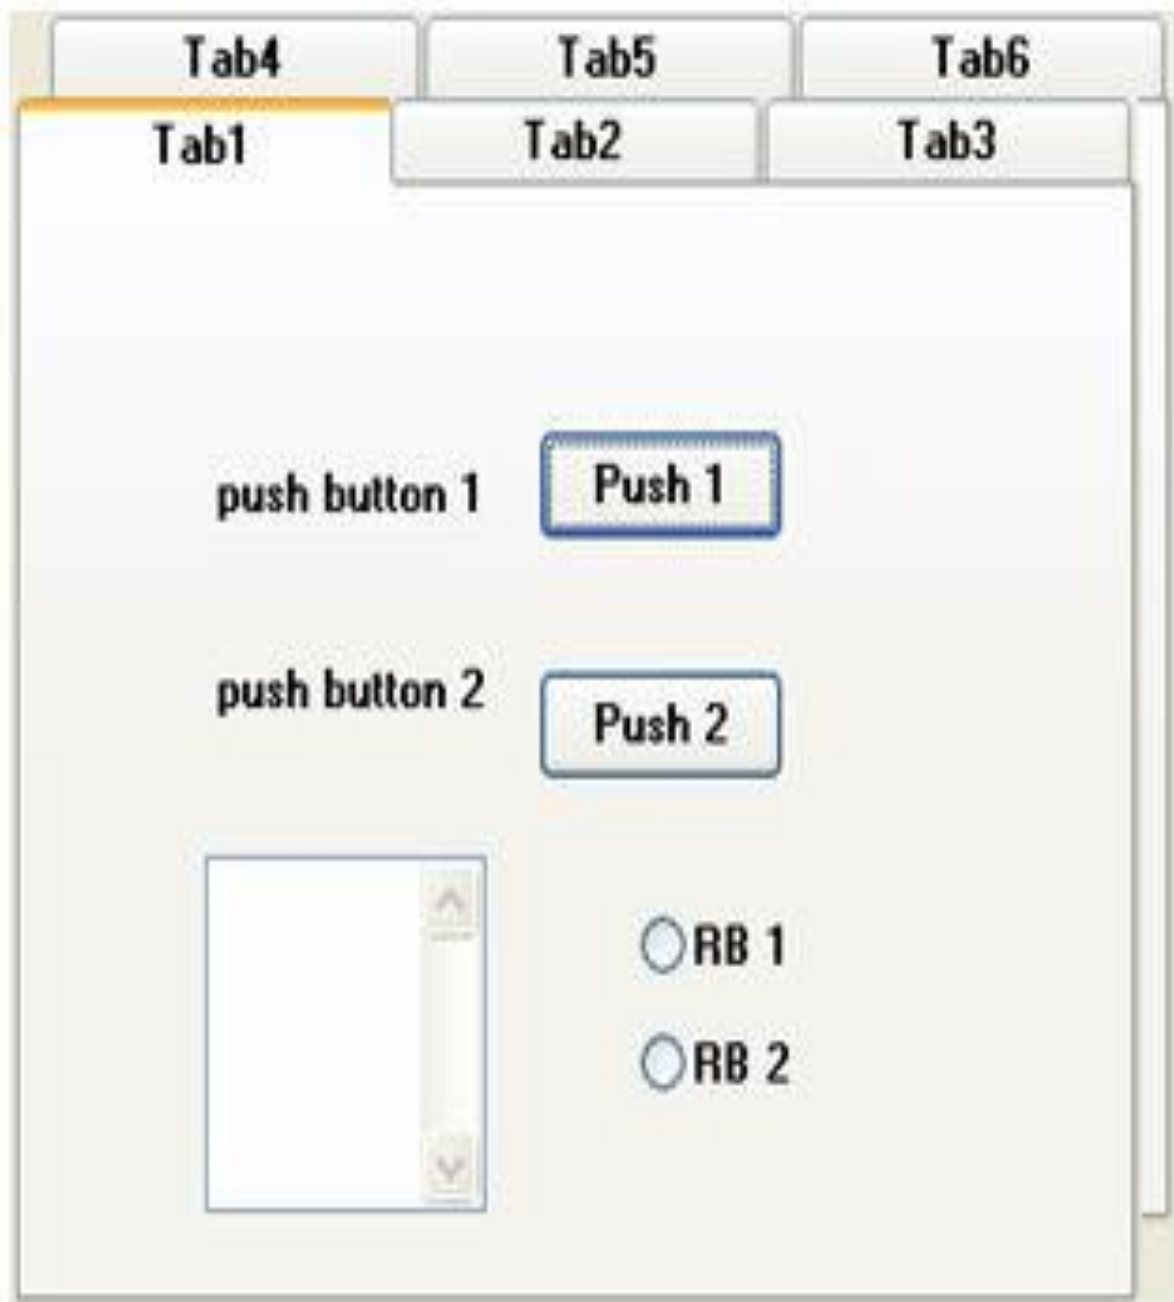 Tab4 Tab5 Tab6
Tab1 Tab2 Tab3
push button 1 Push 1
push button 2 Push 2
RB 1
RB 2